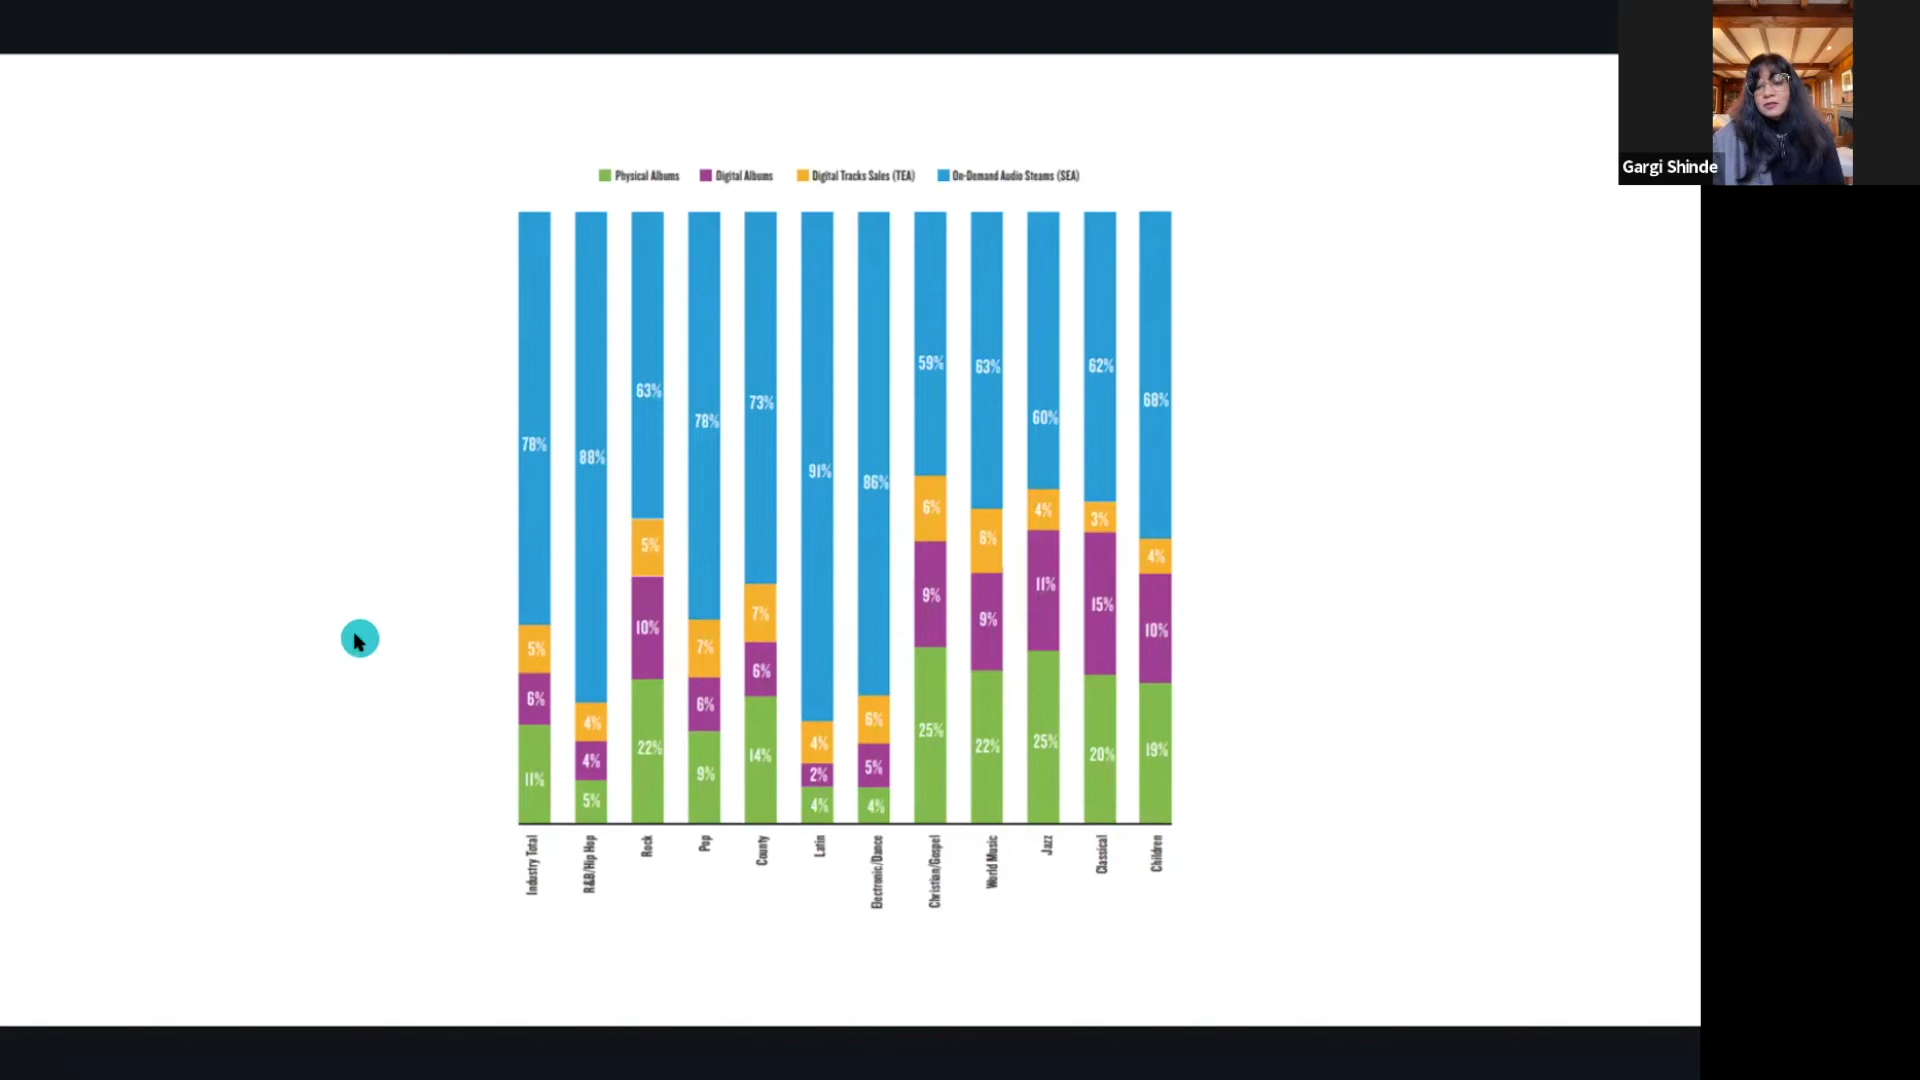 Gargi Shinde
Physical Albums Digital Albums Digital Tracks Sales (TEA) On-Demand Audio Steams (SEA)
78% 88% 63% 78% 73% 91% 86% 59% 63% 60% 62% 68%
5% 4% 5% 7% 7% 4% 6% 6% 6% 4% 3% 4%
6% 4% 10% 6% 6% 2% 5% 9% 9% 11% 15% 10%
11% 5% 22% 9% 14% 4% 4% 25% 22% 25% 20% 19%
Industry Total
R&B/Hip Hop
Rock
Pop
County
Latin
Electronic/Dance
Christian/Gospel
World Music
Jazz
Classical
Children